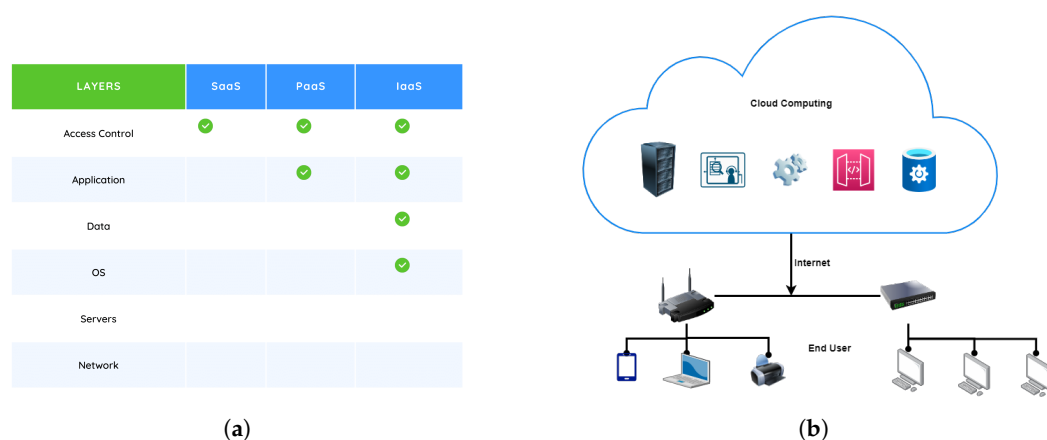 LAYERS SaaS PaaS IaaS
Access Control
Application
Data
OS
Servers
Network
(a)
Cloud Computing
</>
Internet
End User
(b)